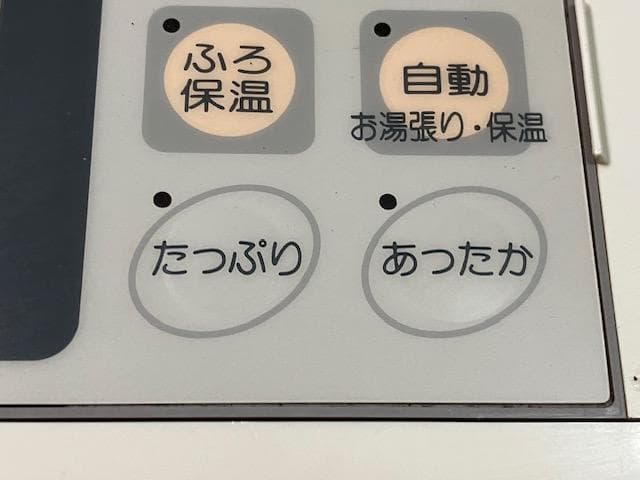 ふろ
保温
自動
お湯張り・保温
たっぷり
あったか